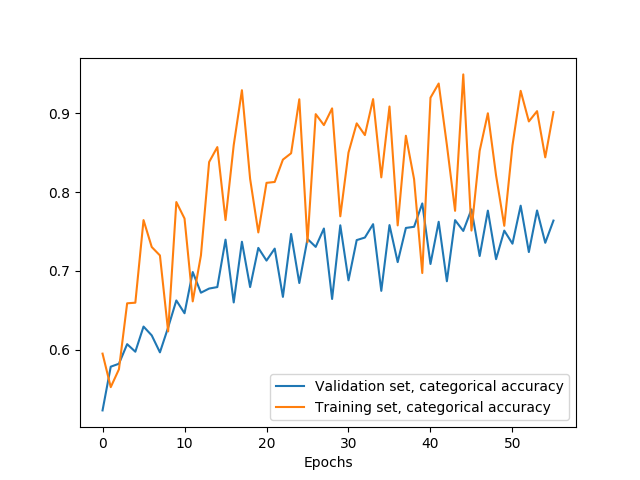 0.9
0.8
0.7
0.6
Validation set, categorical accuracy
Training set, categorical accuracy
0 10 20 30 40 50
Epochs